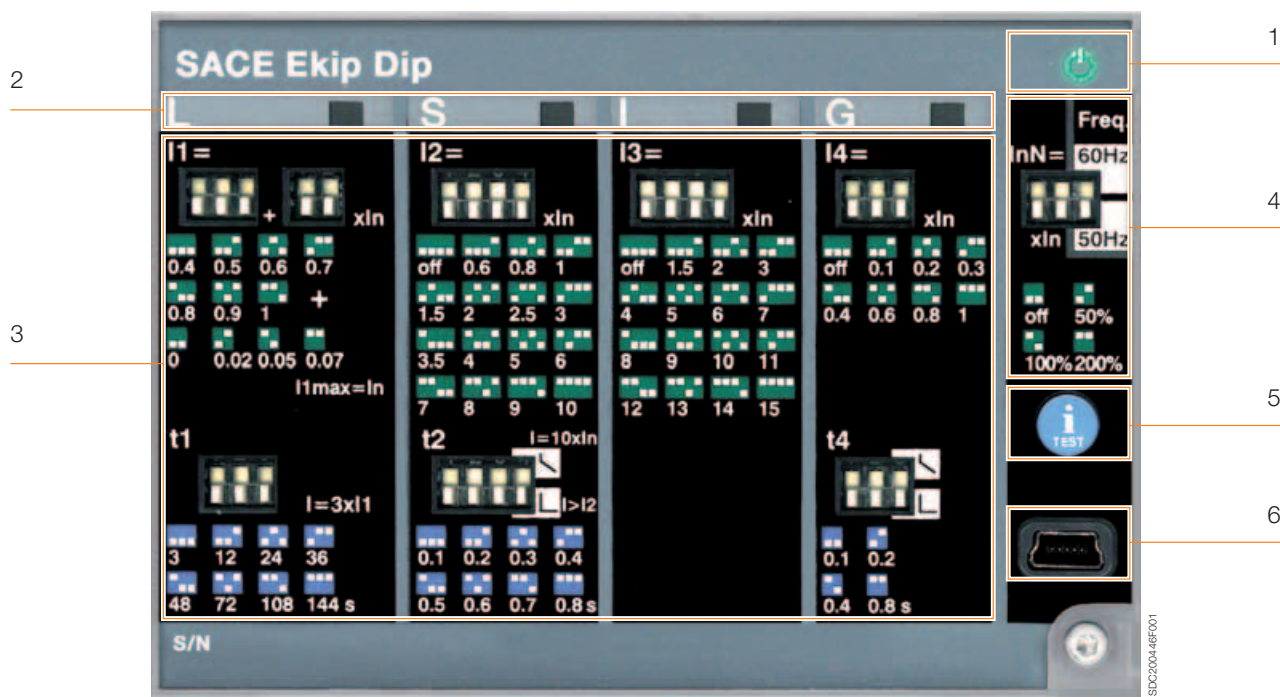 SACE Ekip Dip
1
2
L S I G
I1=
+ xIn
0.4 0.5 0.6 0.7
0.8 0.9 1 +
0 0.02 0.05 0.07
I1max=In
t1
I=3xI1
3 12 24 36
48 72 108 144 s
I2=
xIn
off 0.6 0.8 1
1.5 2 2.5 3
3.5 4 5 6
7 8 9 10
t2 I=10xIn
I>I2
0.1 0.2 0.3 0.4
0.5 0.6 0.7 0.8s
I3=
xIn
off 1.5 2 3
4 5 6 7
8 9 10 11
12 13 14 15
I4=
xIn
off 0.1 0.2 0.3
0.4 0.6 0.8 1
t4
0.1 0.2
0.4 0.8 s
Freq.
InN= 60Hz
xIn 50Hz
off 50%
100% 200%
3
4
i
TEST
5
6
S/N
SDC200446F001